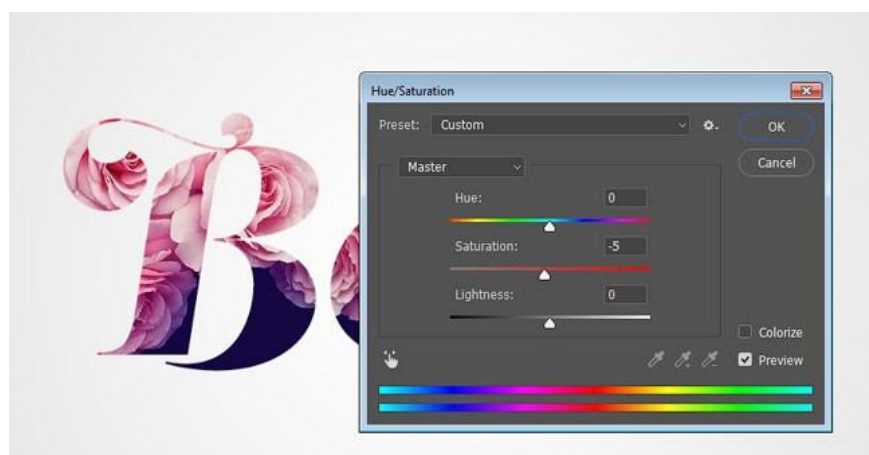 B
Hue/Saturation
Preset: Custom
OK
Master
Cancel
Hue: 0
Saturation: -5
Lightness: 0
Colorize
Preview